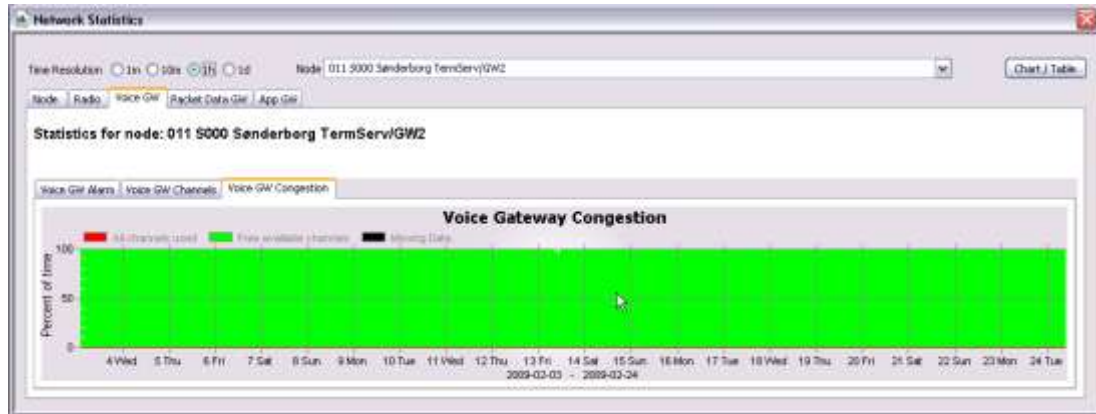 Network Statistics
Time Resolution 1m 10m 1h 1d Node 011 S000 Sønderborg TermServ/GW2 Chart / Table
Node Radio Voice GW Packet Data GW App GW
Statistics for node: 011 S000 Sønderborg TermServ/GW2
Voice GW Alarm Voice GW Channels Voice GW Congestion
Voice Gateway Congestion
All channels used Free available channels Missing Data
Percent of time
100
50
0
4 Wed 5 Thu 6 Fri 7 Sat 8 Sun 9 Mon 10 Tue 11 Wed 12 Thu 13 Fri 14 Sat 15 Sun 16 Mon 17 Tue 18 Wed 19 Thu 20 Fri 21 Sat 22 Sun 23 Mon 24 Tue
2009-02-03 - 2009-02-24